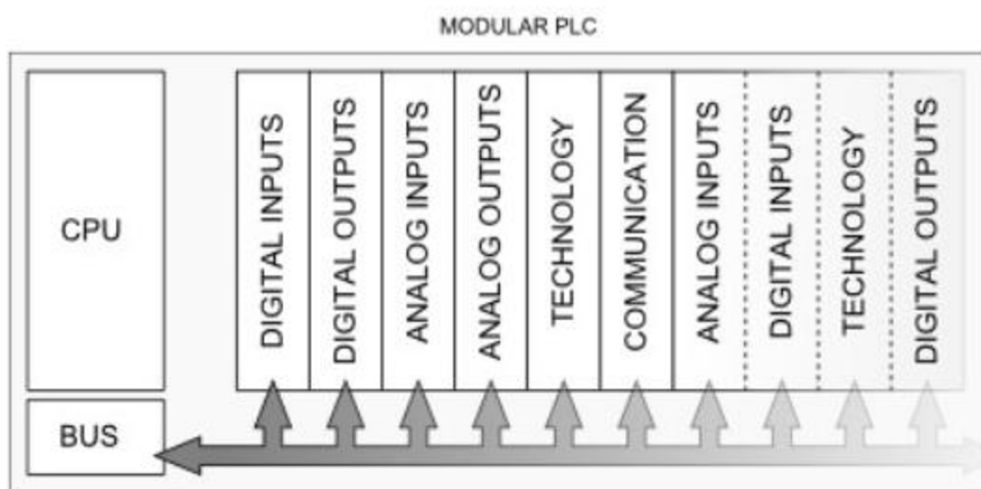 MODULAR PLC
CPU
BUS
DIGITAL INPUTS
DIGITAL OUTPUTS
ANALOG INPUTS
ANALOG OUTPUTS
TECHNOLOGY
COMMUNICATION
ANALOG INPUTS
DIGITAL INPUTS
TECHNOLOGY
DIGITAL OUTPUTS